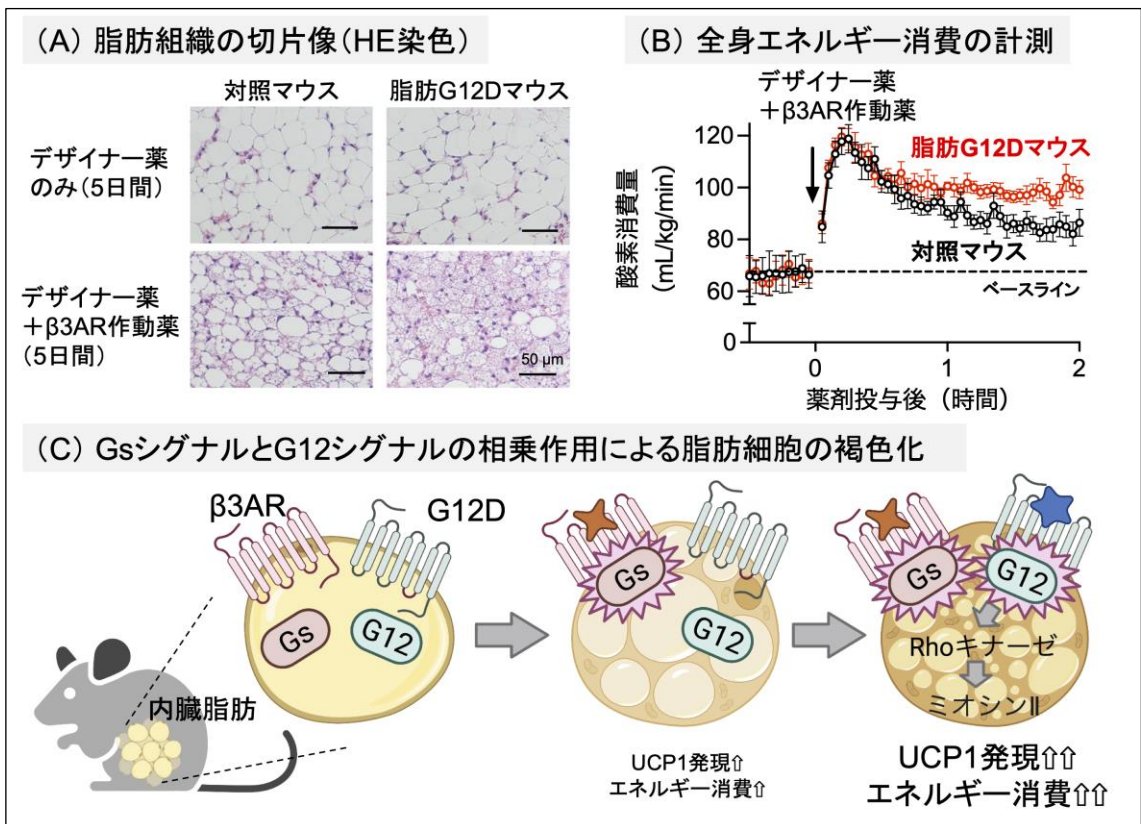 (A) 脂肪組織の切片像(HE染色)
対照マウス
脂肪G12Dマウス
デザイナー薬
のみ(5日間)
デザイナー薬
+β3AR作動薬
(5日間)
50 μm
(B) 全身エネルギー消費の計測
デザイナー薬
+β3AR作動薬
脂肪G12Dマウス
対照マウス
ベースライン
酸素消費量
(mL/kg/min)
120
100
80
60
0
0
1
2
薬剤投与後 (時間)
(C) GsシグナルとG12シグナルの相乗作用による脂肪細胞の褐色化
β3AR
G12D
Gs
G12
内臓脂肪
Gs
G12
UCP1発現⇧
エネルギー消費⇧
Gs
G12
Rhoキナーゼ
ミオシンⅡ
UCP1発現⇧⇧
エネルギー消費⇧⇧